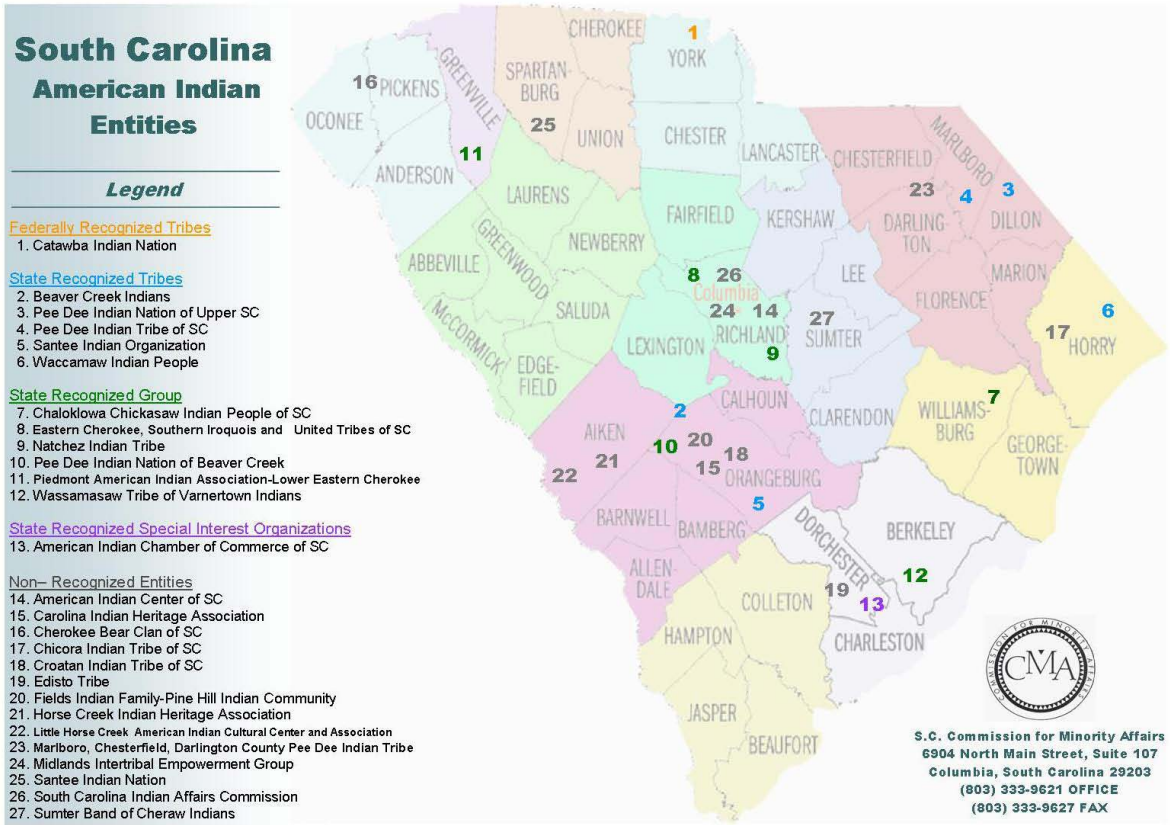 South Carolina
American Indian
Entities
Legend
Federally Recognized Tribes
1. Catawba Indian Nation
State Recognized Tribes
2. Beaver Creek Indians
3. Pee Dee Indian Nation of Upper SC
4. Pee Dee Indian Tribe of SC
5. Santee Indian Organization
6. Waccamaw Indian People
State Recognized Group
7. Chaloklowa Chickasaw Indian People of SC
8. Eastern Cherokee, Southern Iroquois and United Tribes of SC
9. Natchez Indian Tribe
10. Pee Dee Indian Nation of Beaver Creek
11. Piedmont American Indian Association-Lower Eastern Cherokee
12. Wassamasaw Tribe of Varnertown Indians
State Recognized Special Interest Organizations
13. American Indian Chamber of Commerce of SC
Non– Recognized Entities
14. American Indian Center of SC
15. Carolina Indian Heritage Association
16. Cherokee Bear Clan of SC
17. Chicora Indian Tribe of SC
18. Croatan Indian Tribe of SC
19. Edisto Tribe
20. Fields Indian Family-Pine Hill Indian Community
21. Horse Creek Indian Heritage Association
22. Little Horse Creek American Indian Cultural Center and Association
23. Marlboro, Chesterfield, Darlington County Pee Dee Indian Tribe
24. Midlands Intertribal Empowerment Group
25. Santee Indian Nation
26. South Carolina Indian Affairs Commission
27. Sumter Band of Cheraw Indians
CHEROKEE
1
YORK
GREENVILLE
SPARTAN-
BURG
16
PICKENS
OCONEE
25
UNION
CHESTER
LANCASTER
11
ANDERSON
LAURENS
CHESTERFIELD
MARLBORO
23
4
3
DILLON
FAIRFIELD
KERSHAW
DARLING-
TON
GREENWOOD
NEWBERRY
ABBEVILLE
LEE
MARION
8
26
Columbia
24
14
RICHLAND
9
SALUDA
McCORMICK
LEXINGTON
27
SUMTER
FLORENCE
6
17
HORRY
EDGE-
FIELD
2
CALHOUN
CLARENDON
7
WILLIAMS-
BURG
GEORGE-
TOWN
AIKEN
10
20
18
15
ORANGEBURG
21
22
5
BARNWELL
BAMBERG
DORCHESTER
BERKELEY
ALLEN-
DALE
12
19
13
COLLETON
CHARLESTON
HAMPTON
JASPER
BEAUFORT
COMMISSION FOR MINORITY AFFAIRS
CMA
S.C. Commission for Minority Affairs
6904 North Main Street, Suite 107
Columbia, South Carolina 29203
(803) 333-9621 OFFICE
(803) 333-9627 FAX